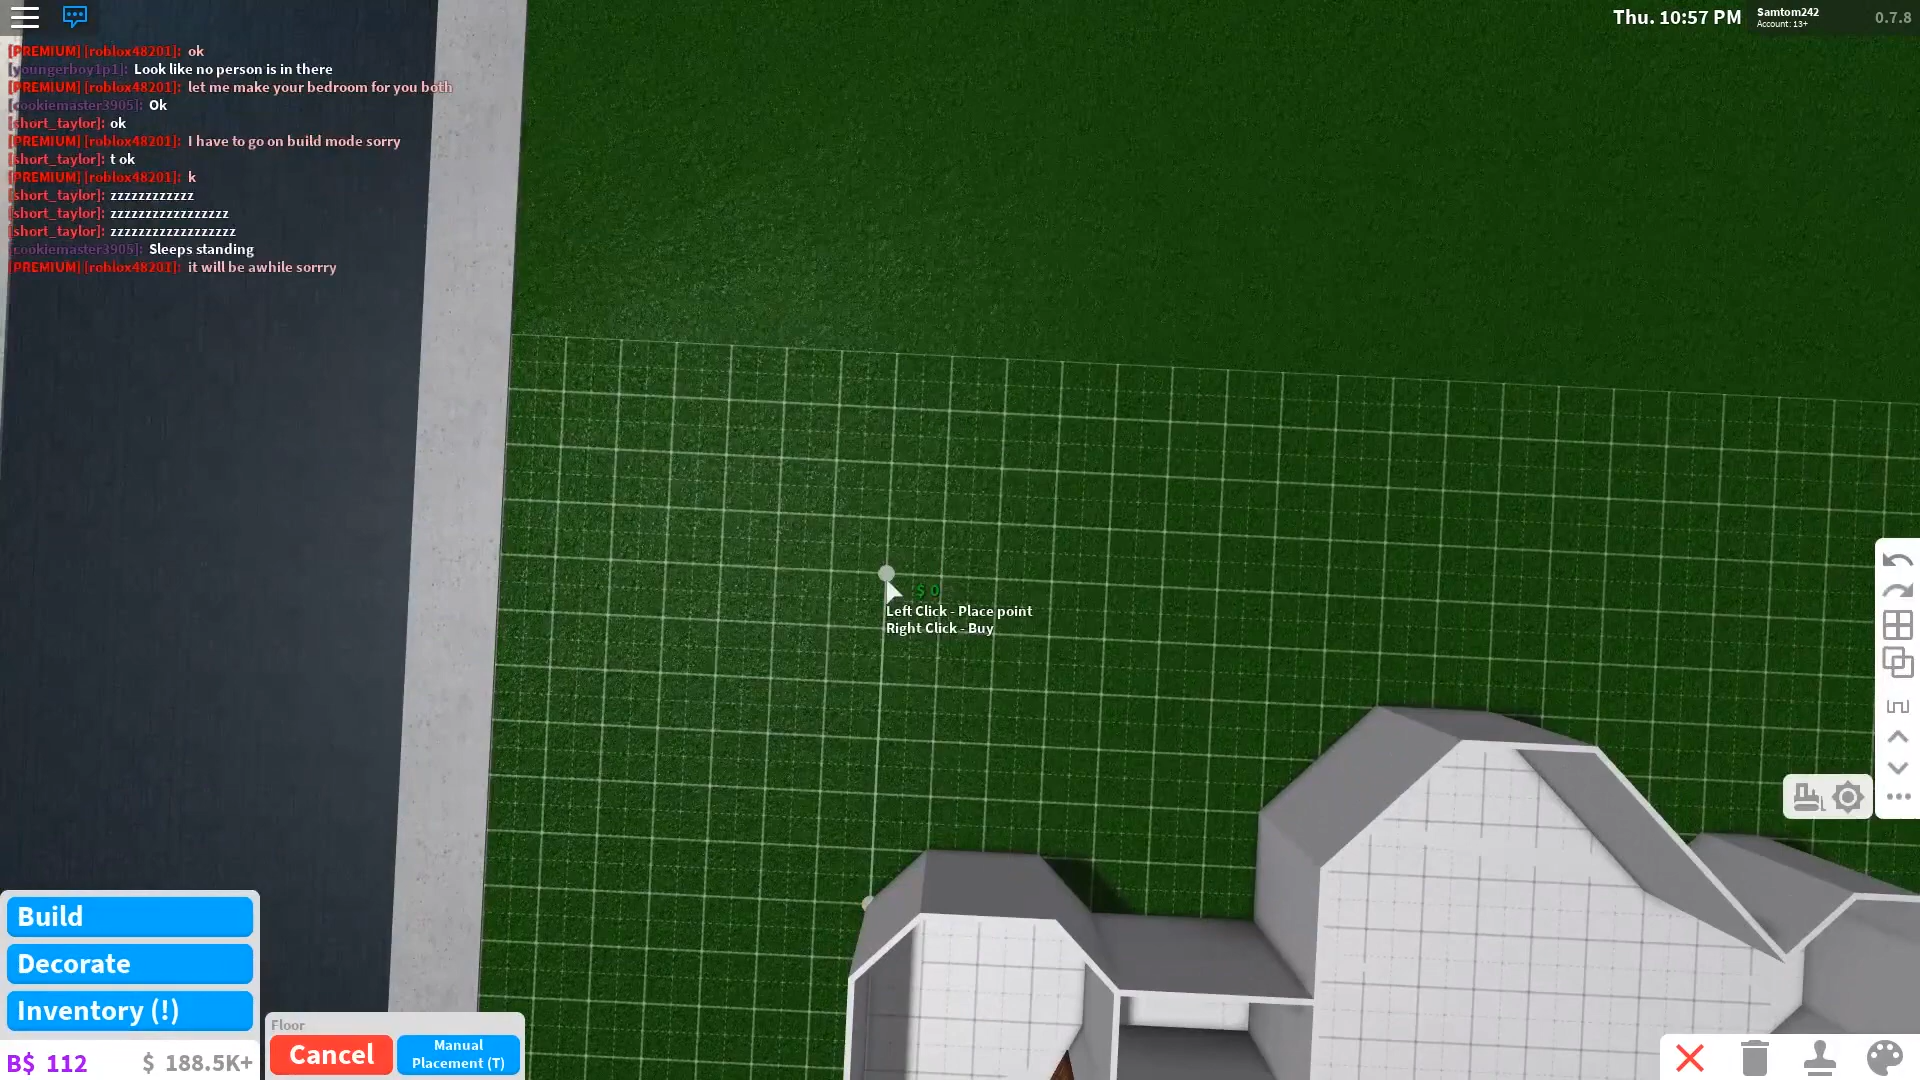 Thu. 10:57 PM
Samtom242
Account: 13+
0.7.8
[PREMIUM] [roblox48201]: ok
[youngerboy1p1]: Look like no person is in there
[PREMIUM] [roblox48201]: let me make your bedroom for you both
[cookiemaster3905]: Ok
[short_taylor]: ok
[PREMIUM] [roblox48201]: I have to go on build mode sorry
[short_taylor]: t ok
[PREMIUM] [roblox48201]: k
[short_taylor]: zzzzzzzzzzzz
[short_taylor]: zzzzzzzzzzzzzzzzz
[short_taylor]: zzzzzzzzzzzzzzzzzz
[cookiemaster3905]: Sleeps standing
[PREMIUM] [roblox48201]: it will be awhile sorrry
$ 0
Left Click - Place point
Right Click - Buy
Build
Decorate
Inventory (!)
B$ 112
$ 188.5K+
Floor
Cancel
Manual
Placement (T)